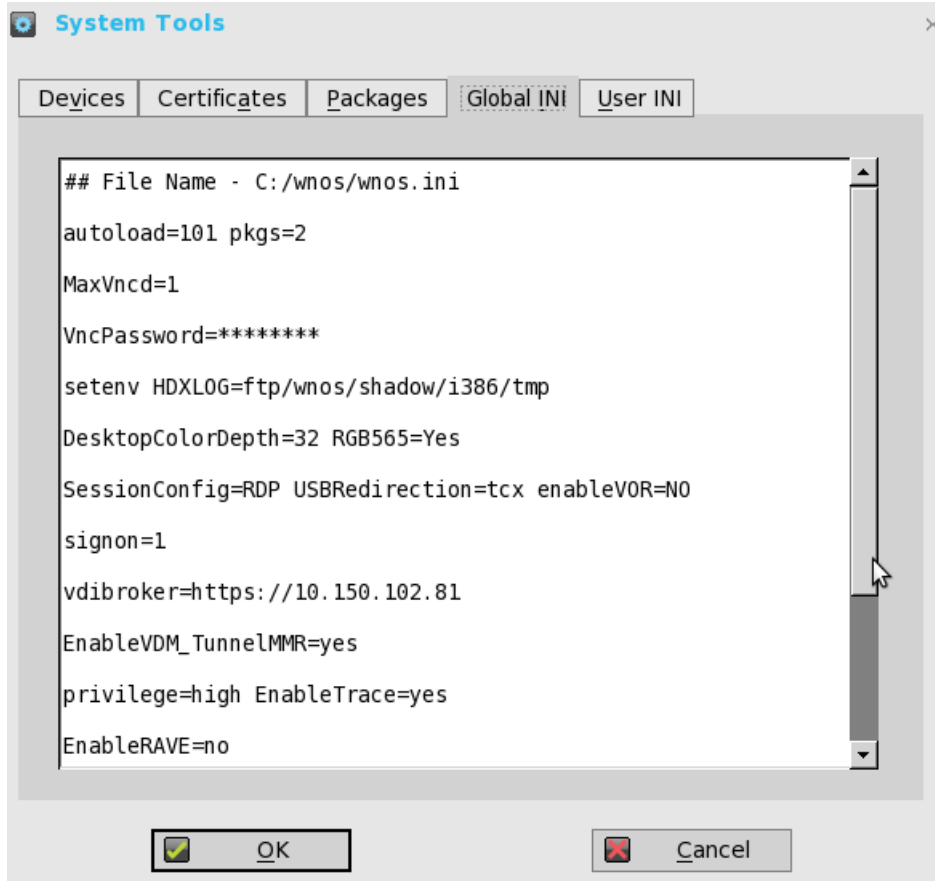 System Tools
Devices Certificates Packages Global INI User INI
## File Name - C:/wnos/wnos.ini
autoload=101 pkgs=2
MaxVncd=1
VncPassword=********
setenv HDXLOG=ftp/wnos/shadow/i386/tmp
DesktopColorDepth=32 RGB565=Yes
SessionConfig=RDP USBRedirection=tcx enableVOR=NO
signon=1
vdibroker=https://10.150.102.81
EnableVDM_TunnelMMR=yes
privilege=high EnableTrace=yes
EnableRAVE=no
OK Cancel